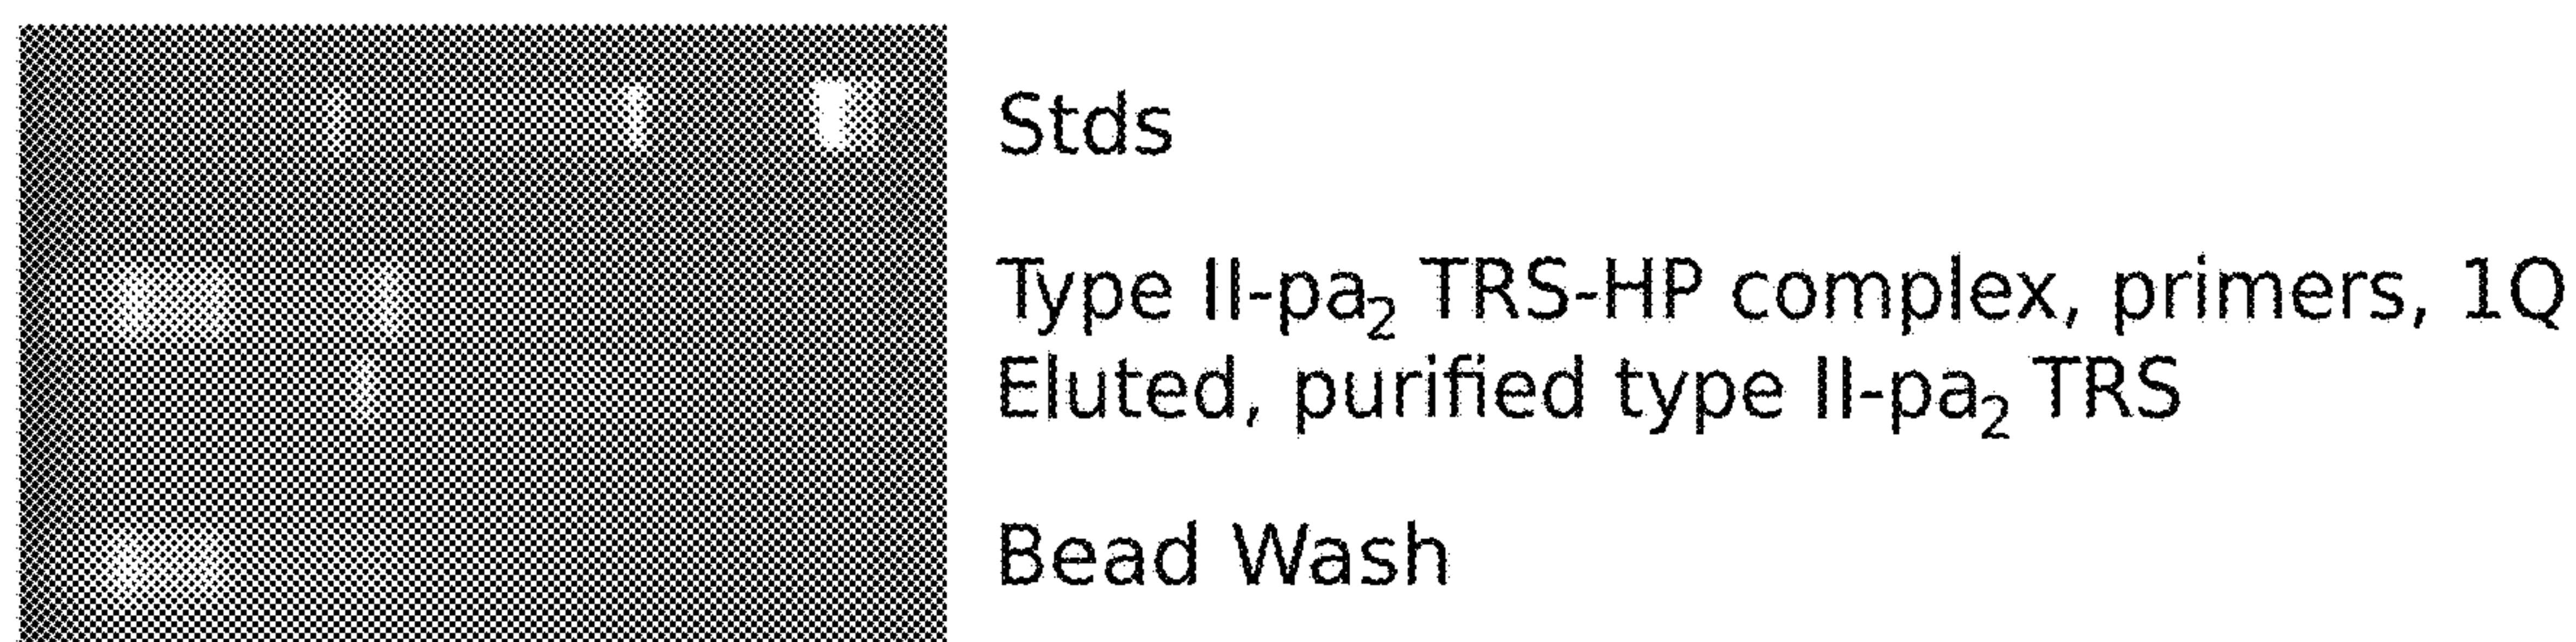 Stds
Type II-pa₂ TRS-HP complex, primers, 1Q
Eluted, purified type II-pa₂ TRS
Bead Wash